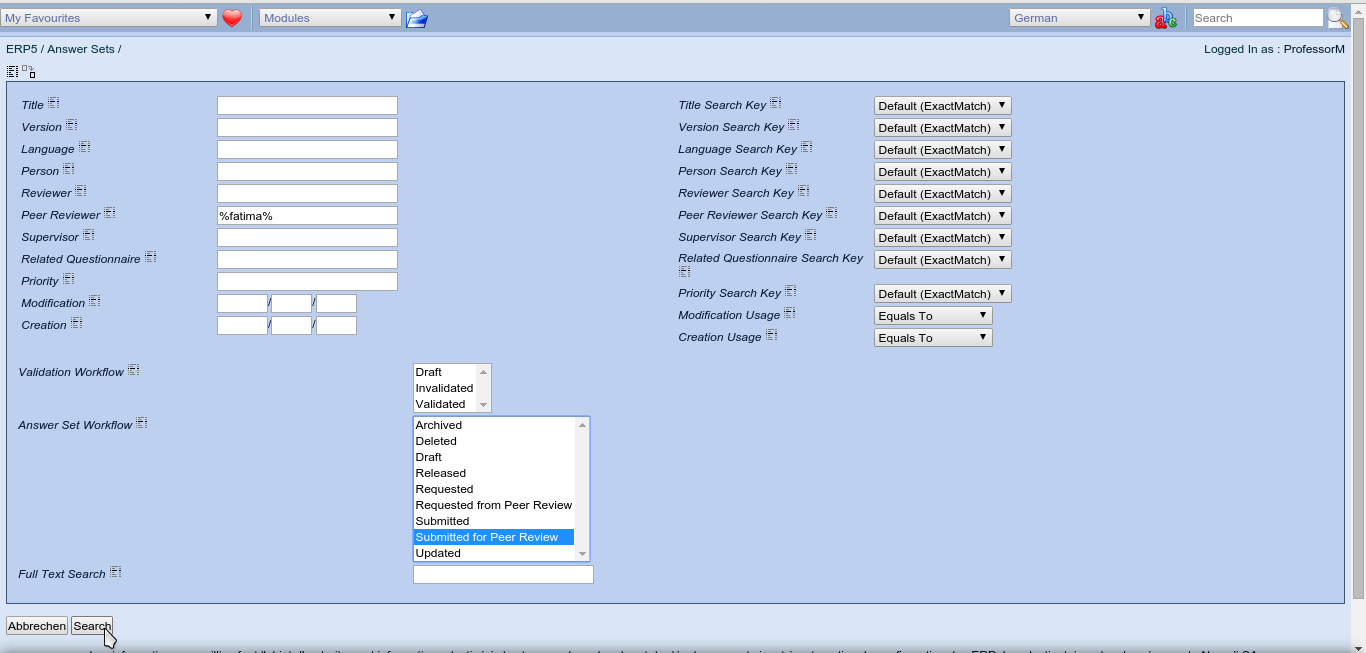 My Favourites Modules German Search
ERP5 / Answer Sets / Logged In as : ProfessorM
Title Title Search Key Default (ExactMatch)
Version Version Search Key Default (ExactMatch)
Language Language Search Key Default (ExactMatch)
Person Person Search Key Default (ExactMatch)
Reviewer Reviewer Search Key Default (ExactMatch)
Peer Reviewer %fatima% Peer Reviewer Search Key Default (ExactMatch)
Supervisor Supervisor Search Key Default (ExactMatch)
Related Questionnaire Related Questionnaire Search Key Default (ExactMatch)
Priority Priority Search Key Default (ExactMatch)
Modification / / Modification Usage Equals To
Creation / / Creation Usage Equals To
Validation Workflow Draft
Invalidated
Validated
Answer Set Workflow Archived
Deleted
Draft
Released
Requested
Requested from Peer Review
Submitted
Submitted for Peer Review
Updated
Full Text Search
Abbrechen Search